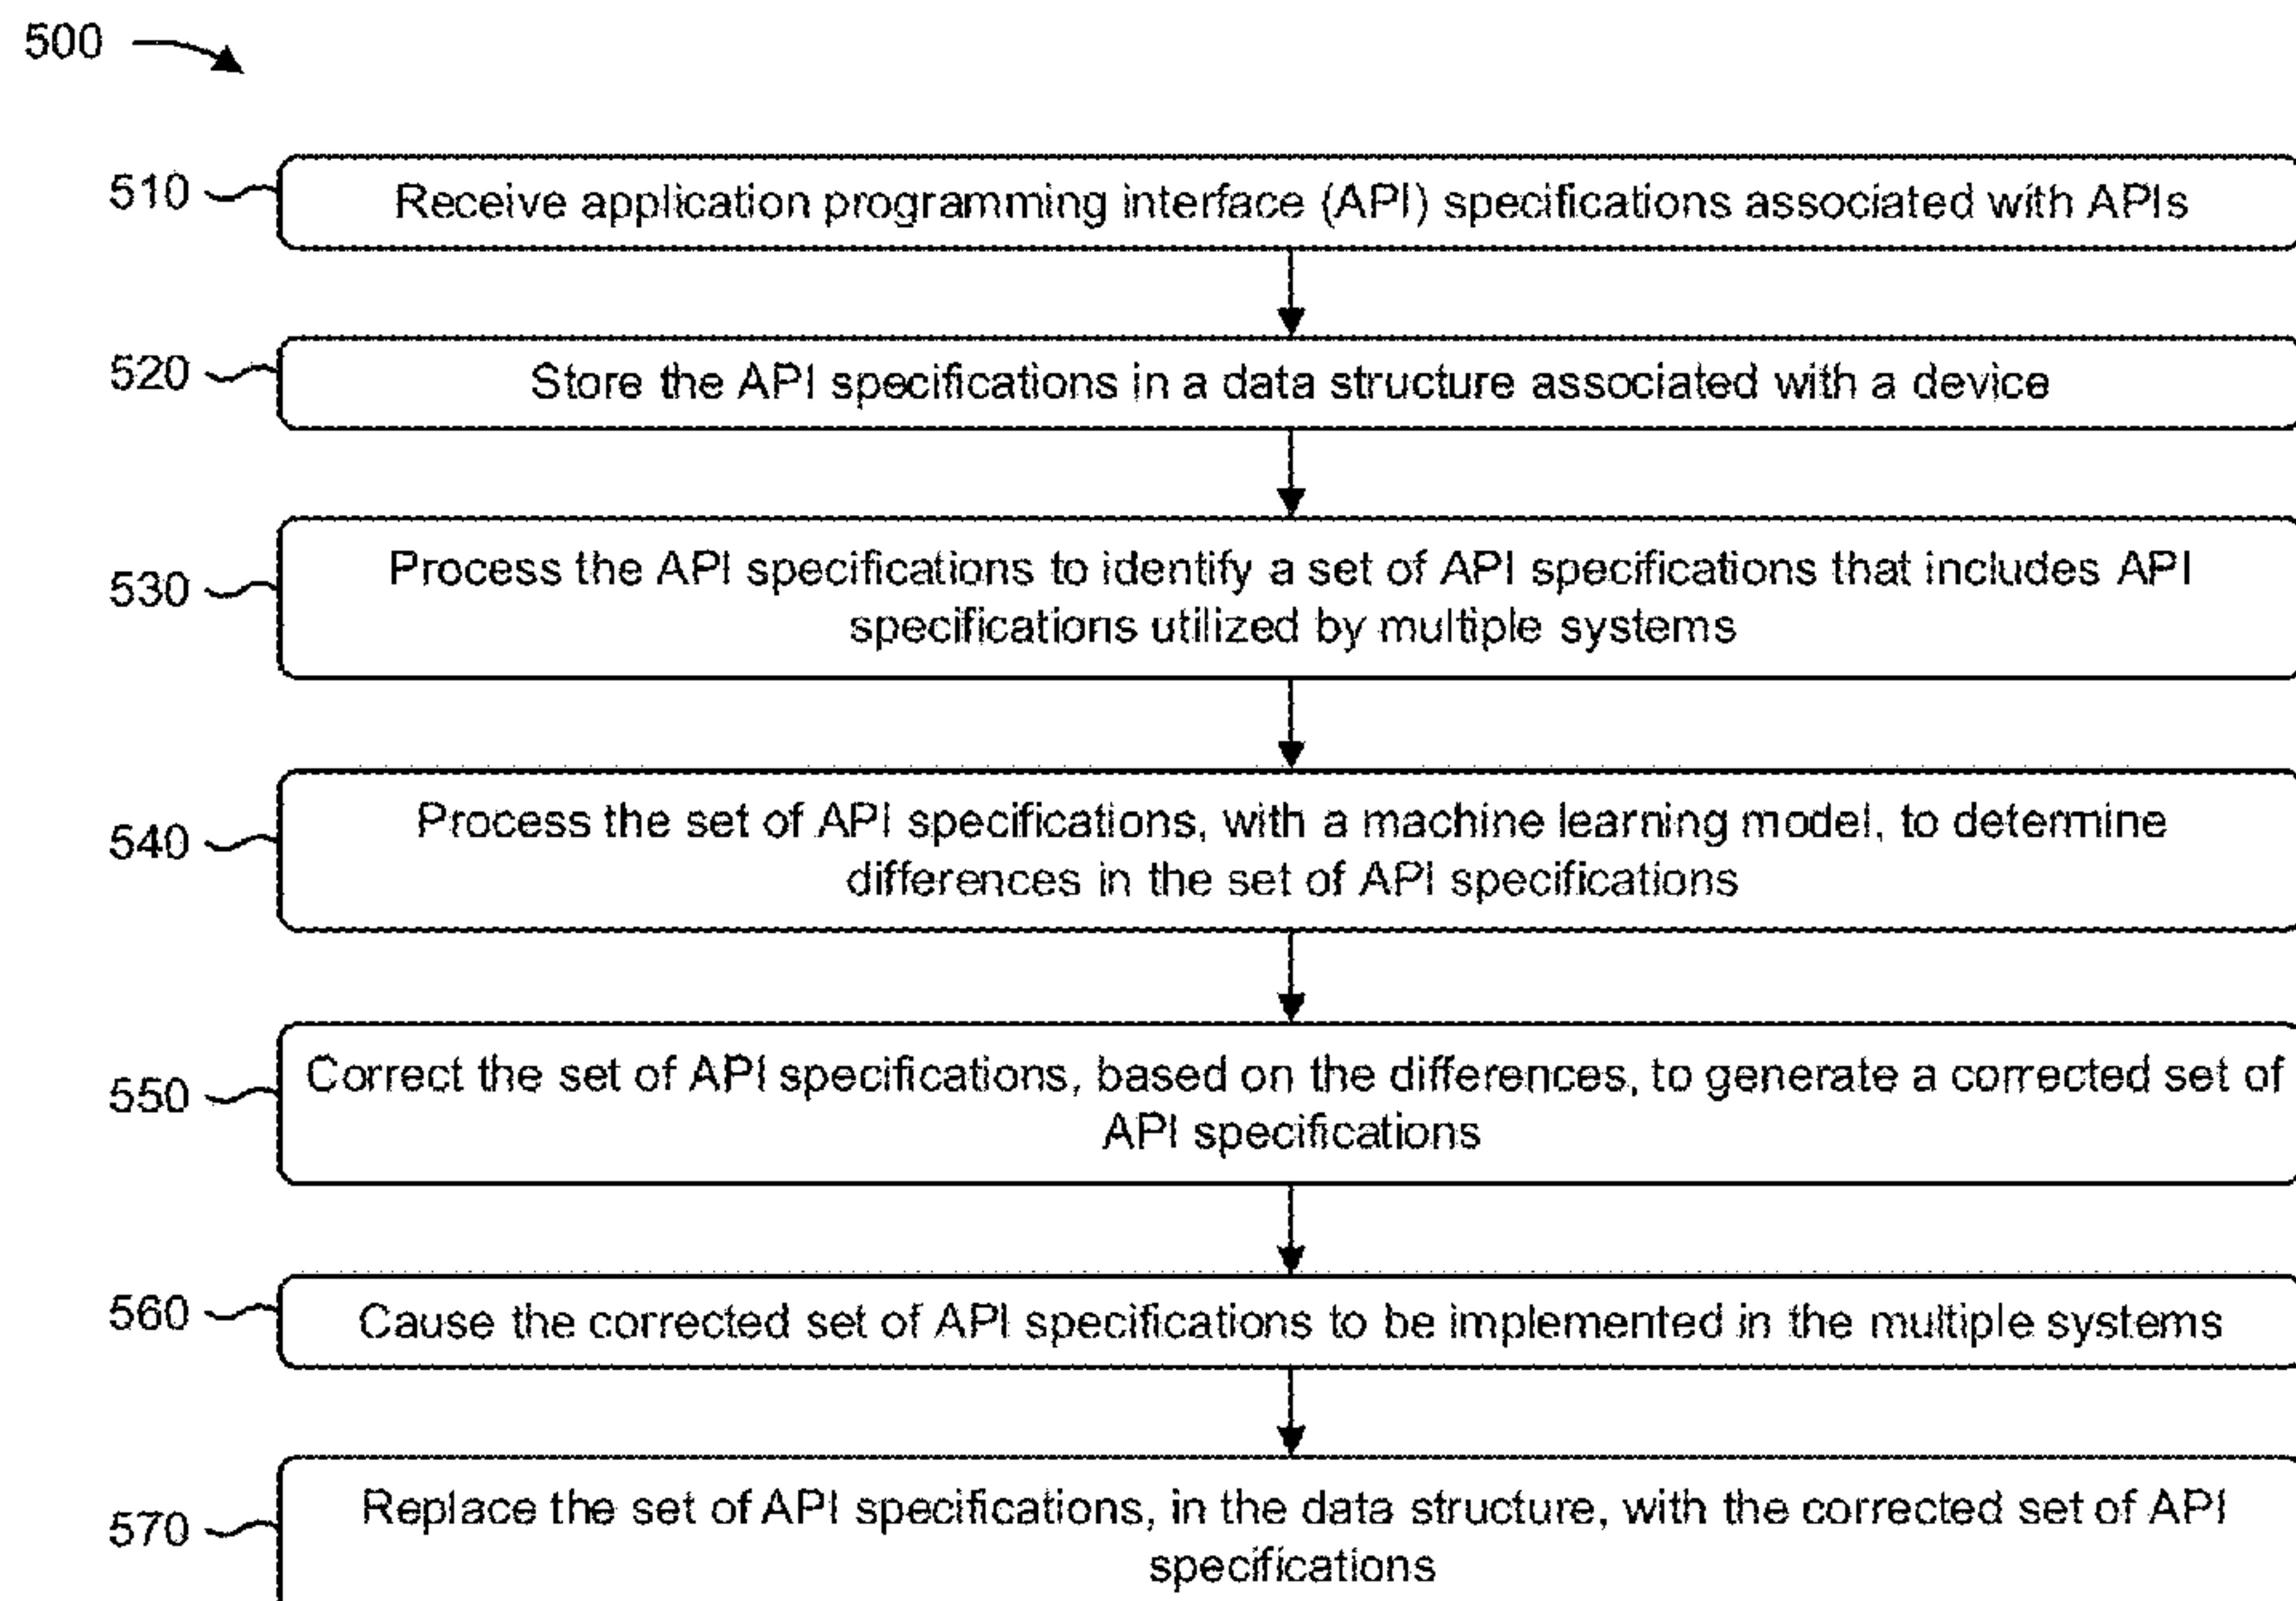 500
510 Receive application programming interface (API) specifications associated with APIs
520 Store the API specifications in a data structure associated with a device
530 Process the API specifications to identify a set of API specifications that includes API
specifications utilized by multiple systems
540 Process the set of API specifications, with a machine learning model, to determine
differences in the set of API specifications
550 Correct the set of API specifications, based on the differences, to generate a corrected set of
API specifications
560 Cause the corrected set of API specifications to be implemented in the multiple systems
570 Replace the set of API specifications, in the data structure, with the corrected set of API
specifications